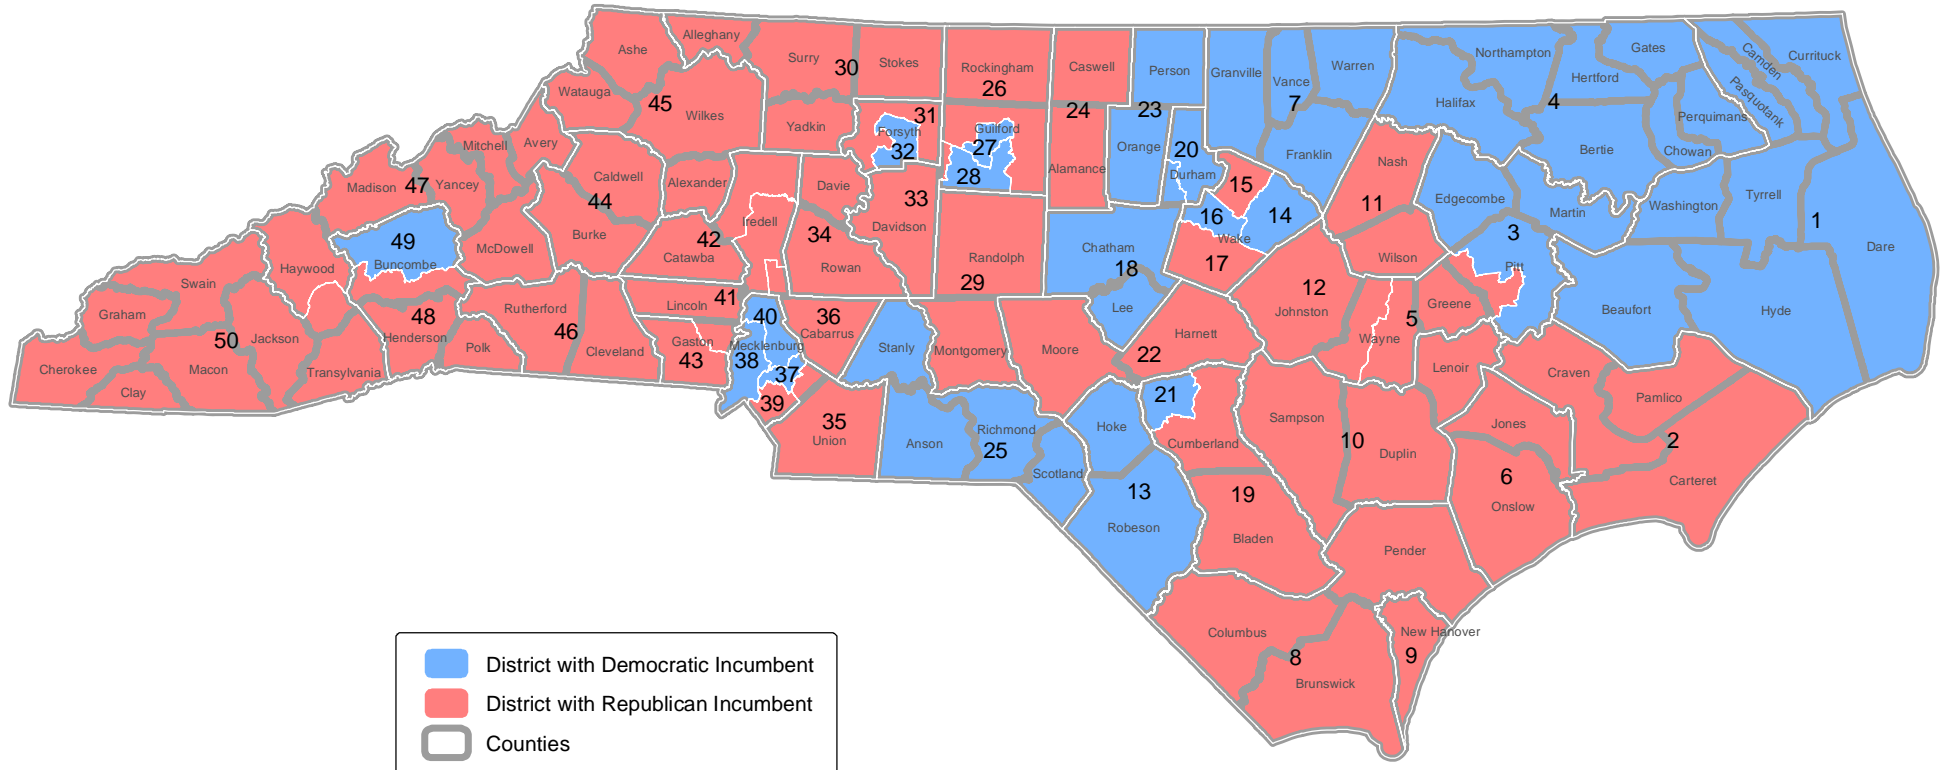 Ashe
Alleghany
Surry
30
Stokes
Rockingham
26
Caswell
Person
Granville
Vance
7
Warren
Northampton
Gates
Camden
Currituck
Pasquotank
Hertford
Halifax
4
Perquimans
Chowan
Bertie
Watauga
45
Wilkes
Yadkin
31
Forsyth
32
Guilford
27
28
24
Alamance
23
Orange
20
Durham
Franklin
Nash
15
Mitchell
Avery
Madison
47
Yancey
Caldwell
44
Alexander
Davie
33
Davidson
Iredell
34
Rowan
Randolph
29
Chatham
18
Lee
16
14
Wake
17
11
Wilson
Edgecombe
3
Martin
Washington
Tyrrell
1
Dare
Pitt
49
Buncombe
McDowell
Burke
42
Catawba
Haywood
Swain
Graham
50
Jackson
Macon
Cherokee
Clay
Transylvania
48
Henderson
Polk
Rutherford
46
Cleveland
Lincoln
41
Gaston
43
40
Mecklenburg
38
37
39
36
Cabarrus
Stanly
Montgomery
Moore
Harnett
22
12
Johnston
Wayne
5
Greene
Lenoir
Beaufort
Hyde
Craven
Pamlico
Jones
2
Carteret
6
Onslow
35
Union
Anson
Richmond
25
Scotland
Hoke
21
Cumberland
Sampson
10
Duplin
13
Robeson
19
Bladen
Pender
Columbus
8
Brunswick
New Hanover
9
District with Democratic Incumbent
District with Republican Incumbent
Counties